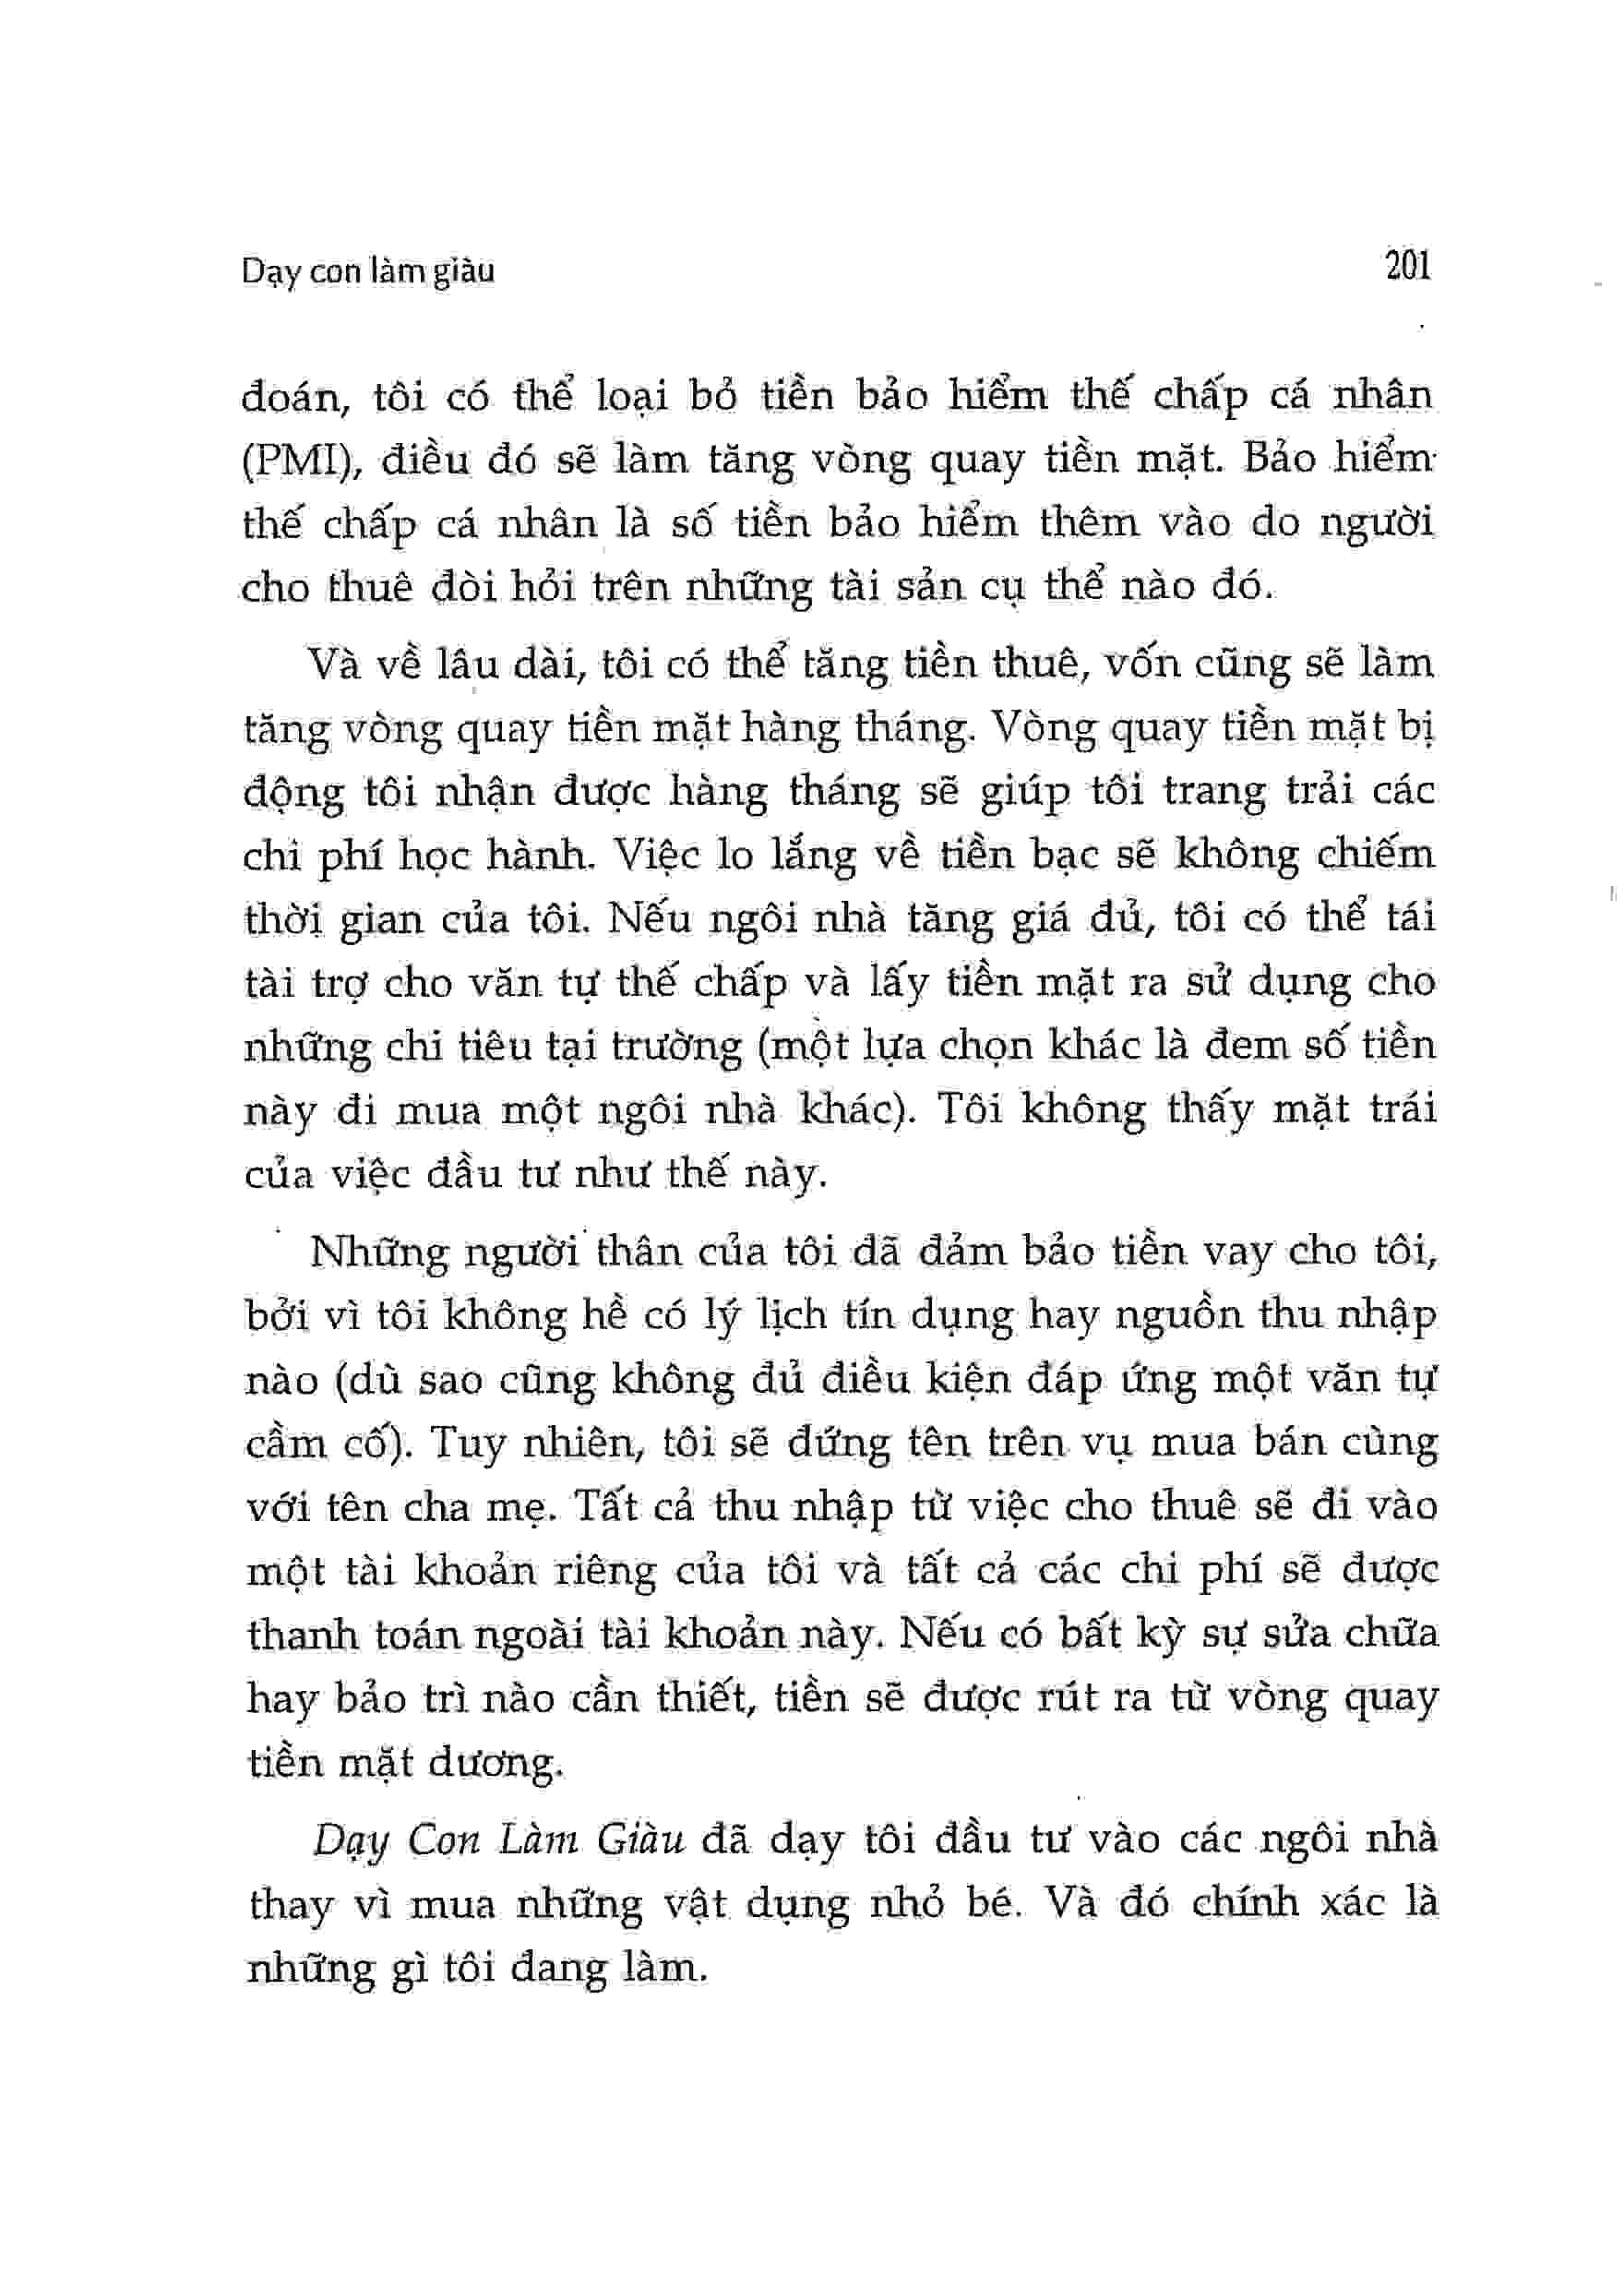 Dạy con làm giàu 201
đoán, tôi có thể loại bỏ tiền bảo hiểm thế chấp cá nhân
(PMI), điều đó sẽ làm tăng vòng quay tiền mặt. Bảo hiểm
thế chấp cá nhân là số tiền bảo hiểm thêm vào do người
cho thuê đòi hỏi trên những tài sản cụ thể nào đó.
Và về lâu dài, tôi có thể tăng tiền thuê, vốn cũng sẽ làm
tăng vòng quay tiền mặt hàng tháng. Vòng quay tiền mặt bị
động tôi nhận được hàng tháng sẽ giúp tôi trang trải các
chi phí học hành. Việc lo lắng về tiền bạc sẽ không chiếm
thời gian của tôi. Nếu ngôi nhà tăng giá đủ, tôi có thể tái
tài trợ cho văn tự thế chấp và lấy tiền mặt ra sử dụng cho
những chi tiêu tại trường (một lựa chọn khác là đem số tiền
này đi mua một ngôi nhà khác). Tôi không thấy mặt trái
của việc đầu tư như thế này.
Những người thân của tôi đã đảm bảo tiền vay cho tôi,
bởi vì tôi không hề có lý lịch tín dụng hay nguồn thu nhập
nào (dù sao cũng không đủ điều kiện đáp ứng một văn tự
cầm cố). Tuy nhiên, tôi sẽ đứng tên trên vụ mua bán cùng
với tên cha mẹ. Tất cả thu nhập từ việc cho thuê sẽ đi vào
một tài khoản riêng của tôi và tất cả các chi phí sẽ được
thanh toán ngoài tài khoản này. Nếu có bất kỳ sự sửa chữa
hay bảo trì nào cần thiết, tiền sẽ được rút ra từ vòng quay
tiền mặt dương.
Dạy Con Làm Giàu đã dạy tôi đầu tư vào các ngôi nhà
thay vì mua những vật dụng nhỏ bé. Và đó chính xác là
những gì tôi đang làm.